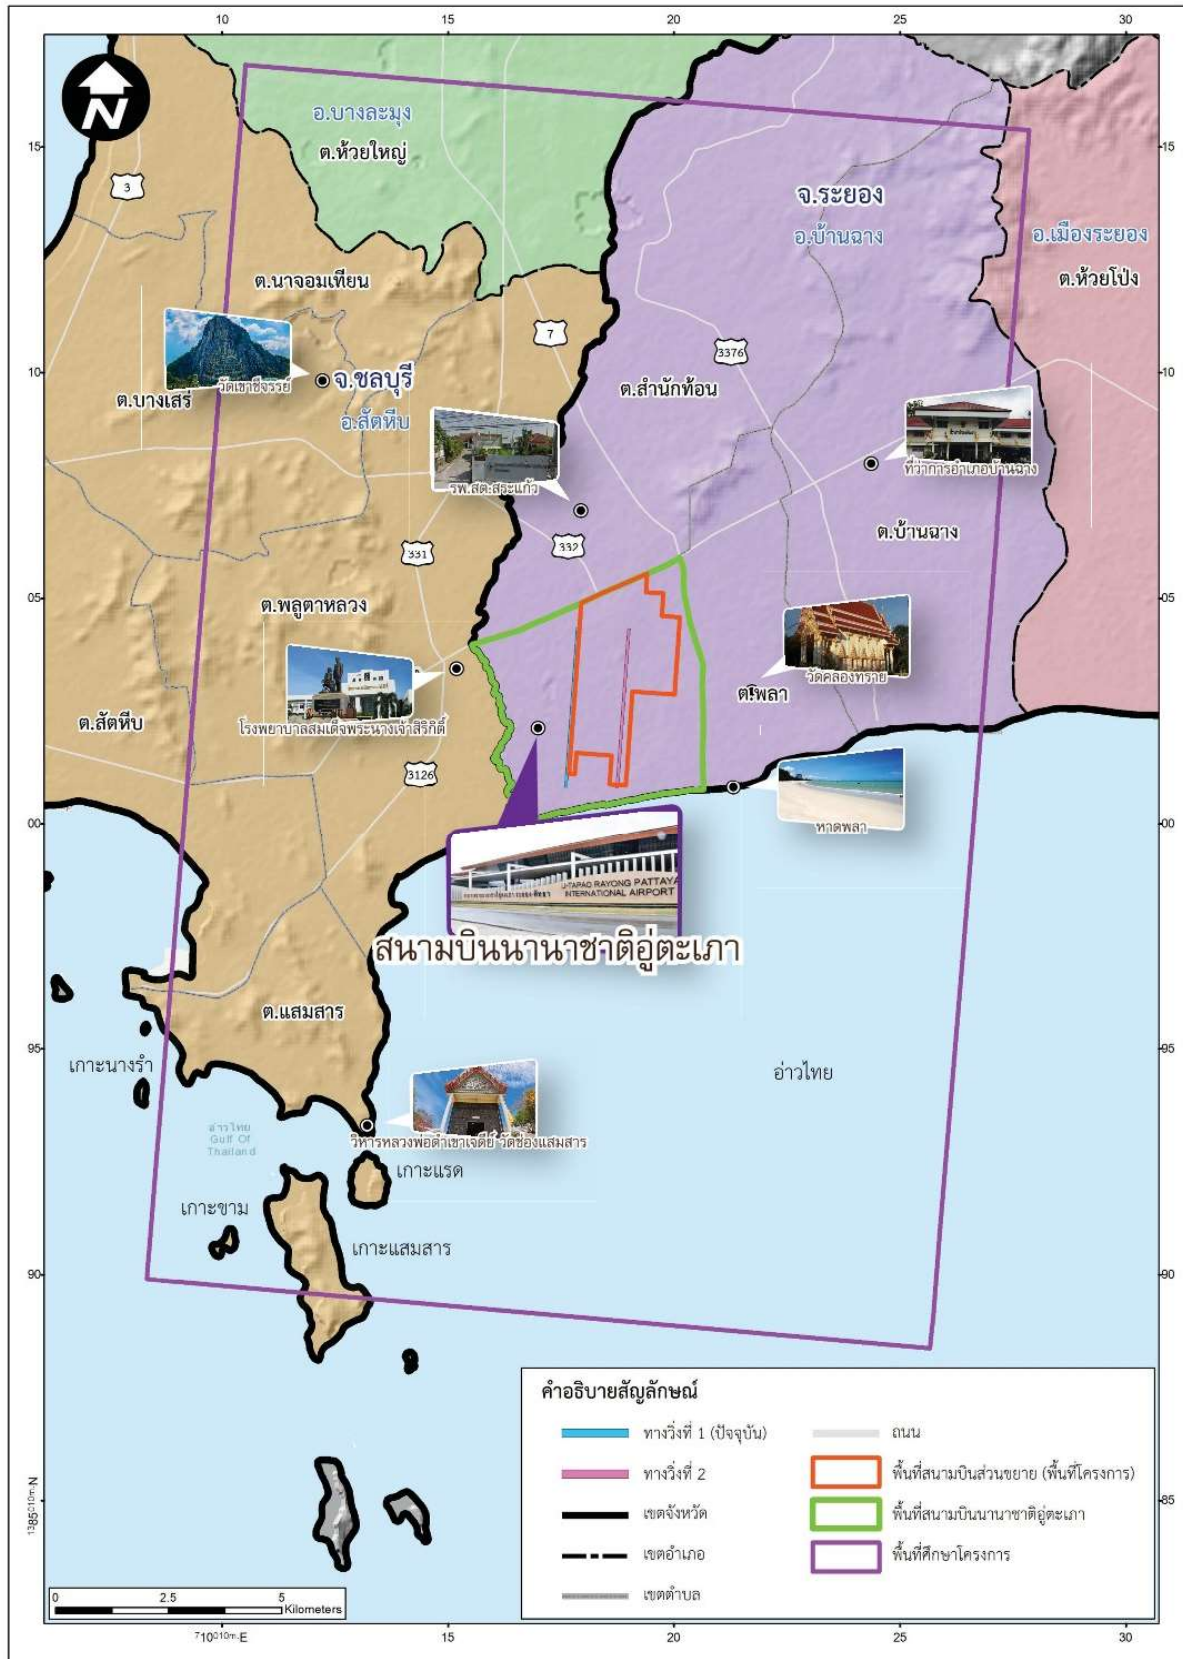 10
15
20
25
30
N
อ.บางละมุง
ต.ห้วยใหญ่
15
15
3
จ.ระยอง
อ.บ้านฉาง
อ.เมืองระยอง
ต.ห้วยโป่ง
ต.นาจอมเทียน
7
3376
วัดเขาชีจรรย์
จ.ชลบุรี
10
10
ต.บางเสร่
อ.สัตหีบ
ต.สำนักท้อน
ที่ว่าการอำเภอบ้านฉาง
รพ.สต.สระแก้ว
331
332
ต.บ้านฉาง
05
05
ต.พลูตาหลวง
วัดคลองทราย
ต.พลา
โรงพยาบาลสมเด็จพระนางเจ้าสิริกิติ์
ต.สัตหีบ
3126
หาดพลา
00
00
U-TAPAO RAYONG PATTAYA
INTERNATIONAL AIRPORT
สนามบินนานาชาติอู่ตะเภา
ต.แสมสาร
95
95
เกาะนางรำ
อ่าวไทย
อ่าวไทย
Gulf Of
Thailand
วิหารหลวงพ่อดำเขาเจดีย์ วัดช่องแสมสาร
เกาะแรด
เกาะขาม
เกาะแสมสาร
90
90
คำอธิบายสัญลักษณ์
ทางวิ่งที่ 1 (ปัจจุบัน)
ทางวิ่งที่ 2
เขตจังหวัด
เขตอำเภอ
เขตตำบล
ถนน
พื้นที่สนามบินส่วนขยาย (พื้นที่โครงการ)
พื้นที่สนามบินนานาชาติอู่ตะเภา
พื้นที่ศึกษาโครงการ
1385010m.N
85
0
2.5
5
Kilometers
710010m.E
15
20
25
30